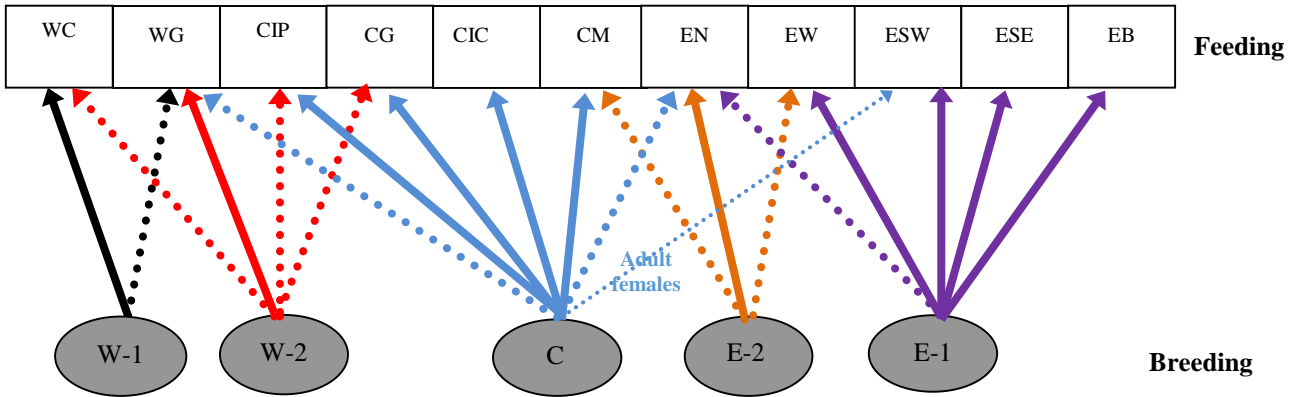 WC WG CIP CG CIC CM EN EW ESW ESE EB
Feeding
Adult
females
W-1 W-2 C E-2 E-1
Breeding